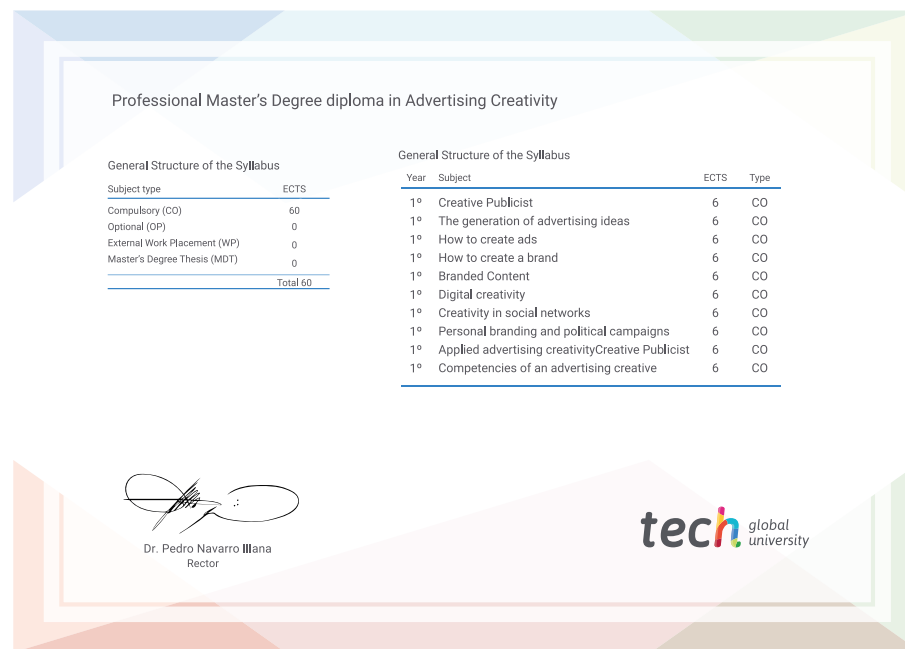 Professional Master's Degree diploma in Advertising Creativity
General Structure of the Syllabus
Subject type ECTS
Compulsory (CO) 60
Optional (OP) 0
External Work Placement (WP) 0
Master's Degree Thesis (MDT) 0
Total 60
General Structure of the Syllabus
Year Subject ECTS Type
1º Creative Publicist 6 CO
1º The generation of advertising ideas 6 CO
1º How to create ads 6 CO
1º How to create a brand 6 CO
1º Branded Content 6 CO
1º Digital creativity 6 CO
1º Creativity in social networks 6 CO
1º Personal branding and political campaigns 6 CO
1º Applied advertising creativityCreative Publicist 6 CO
1º Competencies of an advertising creative 6 CO
Dr. Pedro Navarro Illana
Rector
tech global
university